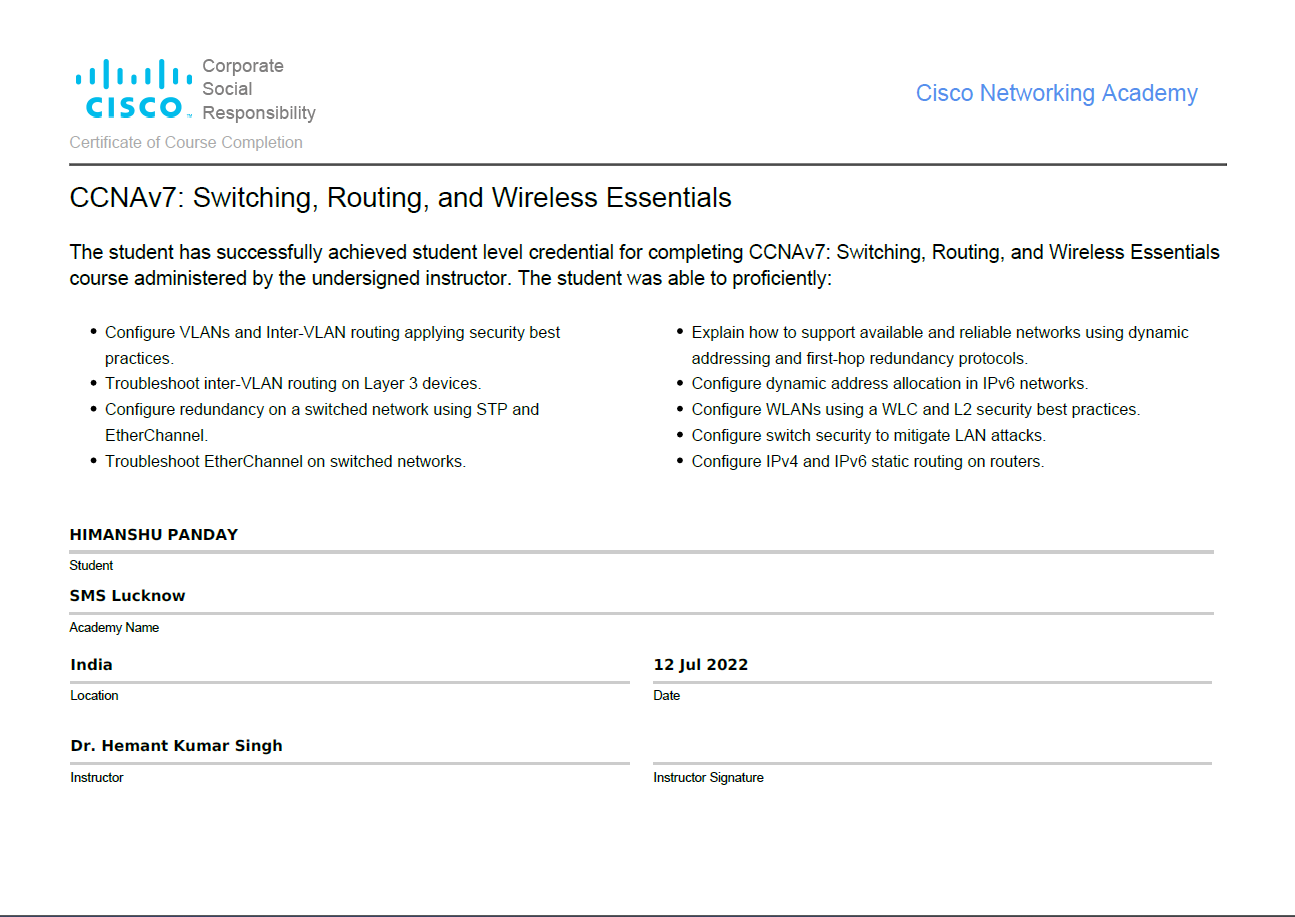 CISCO
Corporate
Social
Responsibility
Cisco Networking Academy
Certificate of Course Completion
CCNAv7: Switching, Routing, and Wireless Essentials
The student has successfully achieved student level credential for completing CCNAv7: Switching, Routing, and Wireless Essentials
course administered by the undersigned instructor. The student was able to proficiently:
• Configure VLANs and Inter-VLAN routing applying security best
practices.
• Troubleshoot inter-VLAN routing on Layer 3 devices.
• Configure redundancy on a switched network using STP and
EtherChannel.
• Troubleshoot EtherChannel on switched networks.
• Explain how to support available and reliable networks using dynamic
addressing and first-hop redundancy protocols.
• Configure dynamic address allocation in IPv6 networks.
• Configure WLANs using a WLC and L2 security best practices.
• Configure switch security to mitigate LAN attacks.
• Configure IPv4 and IPv6 static routing on routers.
HIMANSHU PANDAY
Student
SMS Lucknow
Academy Name
India
Location
12 Jul 2022
Date
Dr. Hemant Kumar Singh
Instructor
Instructor Signature